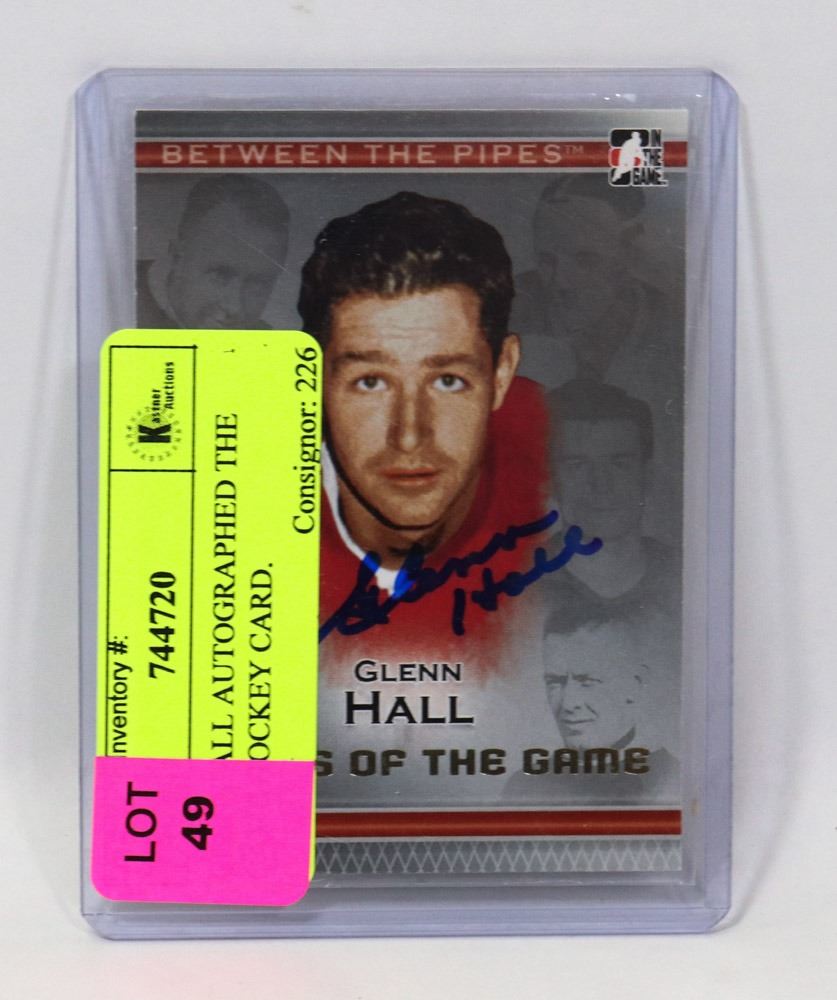 BETWEEN THE PIPES™
IN
THE
GAME.
Glenn Hall
GLENN
HALL
S OF THE GAME
Kastner
Auctions
Inventory #:
744720
ALL AUTOGRAPHED THE
OCKEY CARD.
Consignor: 226
LOT
49